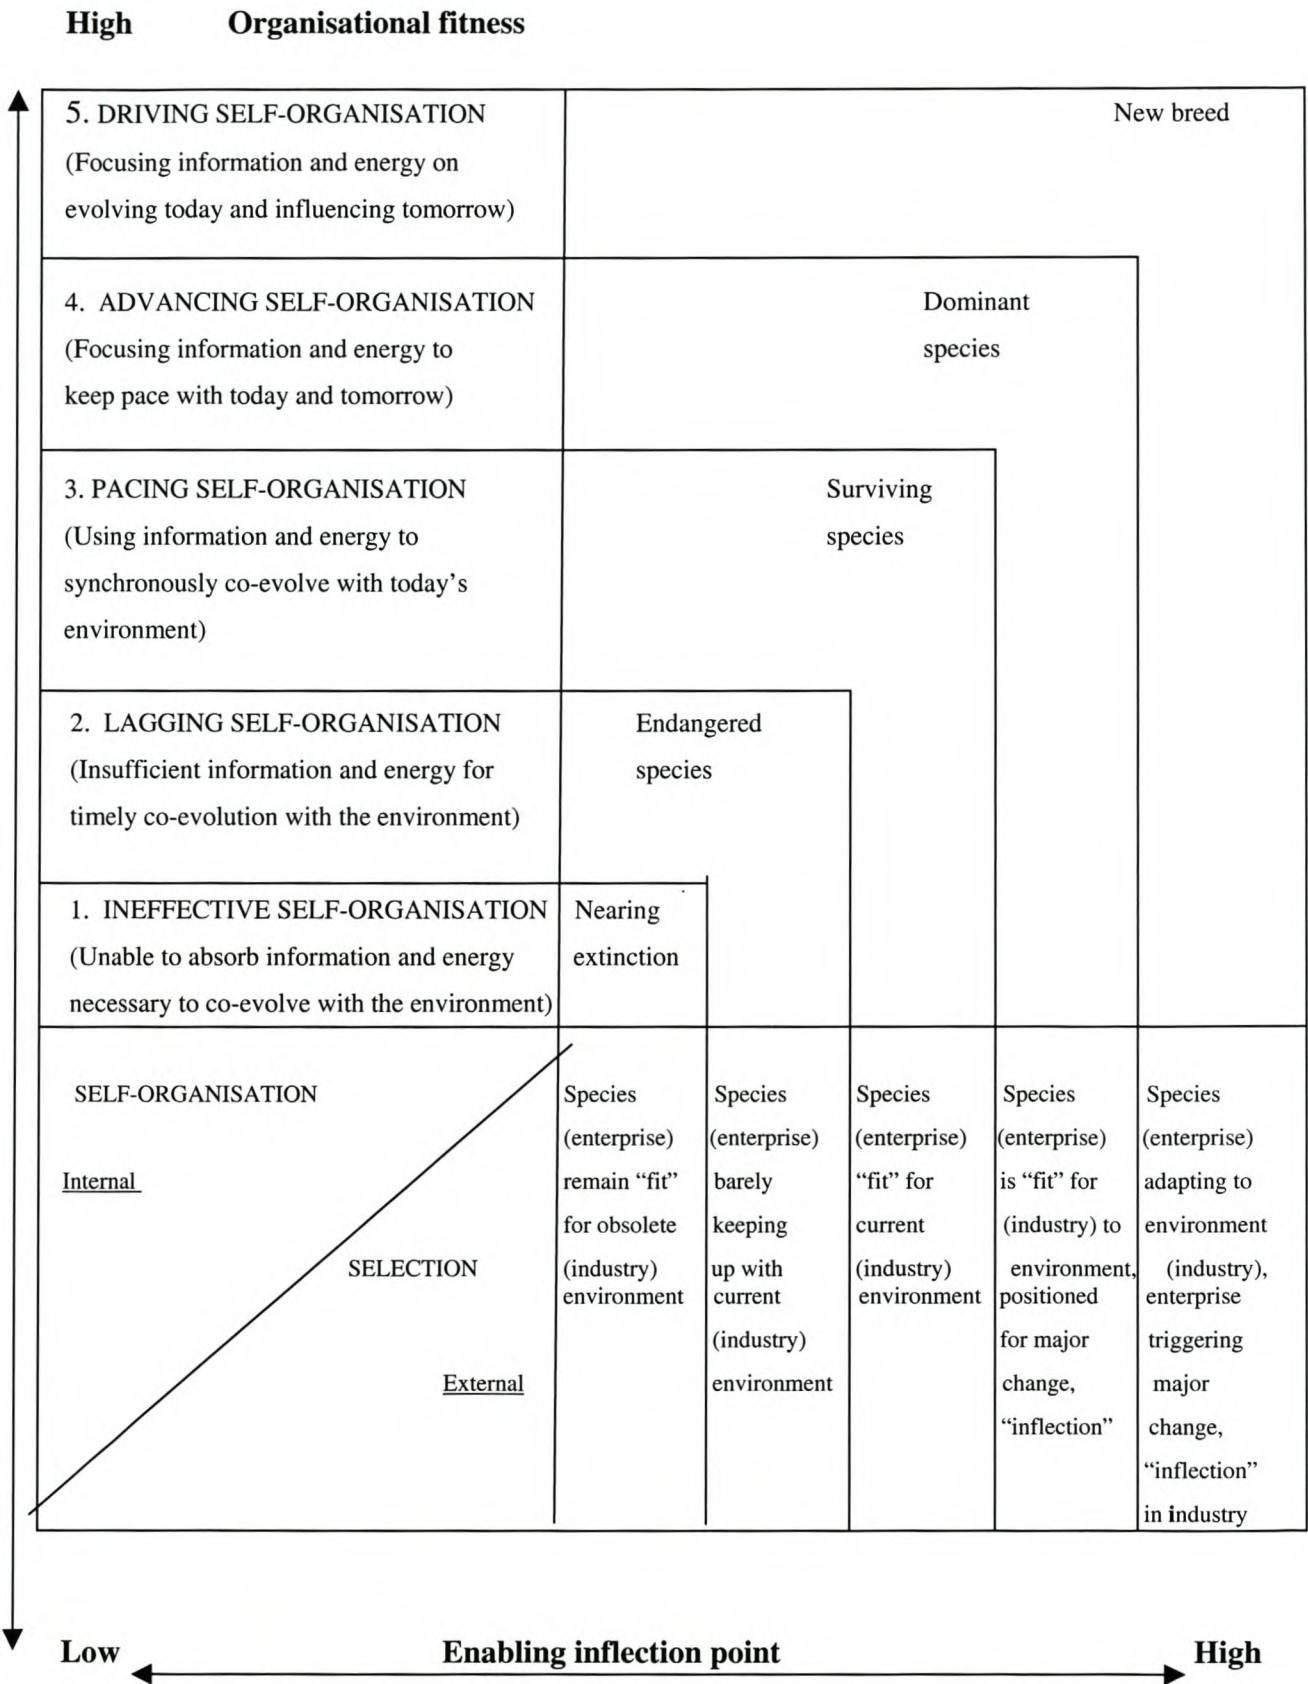 High Organisational fitness
5. DRIVING SELF-ORGANISATION
(Focusing information and energy on
evolving today and influencing tomorrow)
New breed
4. ADVANCING SELF-ORGANISATION
(Focusing information and energy to
keep pace with today and tomorrow)
Dominant
species
3. PACING SELF-ORGANISATION
(Using information and energy to
synchronously co-evolve with today's
environment)
Surviving
species
2. LAGGING SELF-ORGANISATION
(Insufficient information and energy for
timely co-evolution with the environment)
Endangered
species
1. INEFFECTIVE SELF-ORGANISATION
(Unable to absorb information and energy
necessary to co-evolve with the environment)
Nearing
extinction
SELF-ORGANISATION
Internal
SELECTION
External
Species
(enterprise)
remain “fit”
for obsolete
(industry)
environment
Species
(enterprise)
barely
keeping
up with
current
(industry)
environment
Species
(enterprise)
“fit” for
current
(industry)
environment
Species
(enterprise)
is “fit” for
(industry) to
environment,
positioned
for major
change,
“inflection”
Species
(enterprise)
adapting to
environment
(industry),
enterprise
triggering
major
change,
“inflection”
in industry
Low Enabling inflection point High